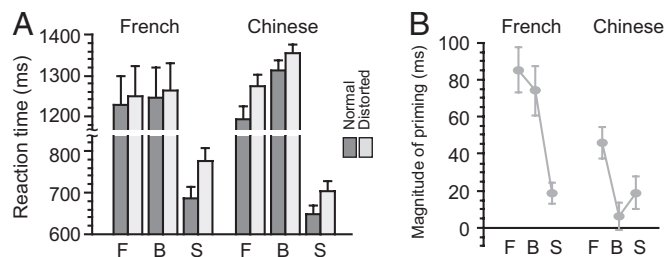 A
French
Chinese
Reaction time (ms)
1400
1300
1200
800
700
600
F B S F B S
Normal
Distorted
B
French
Chinese
Magnitude of priming (ms)
100
80
60
40
20
0
F B S F B S